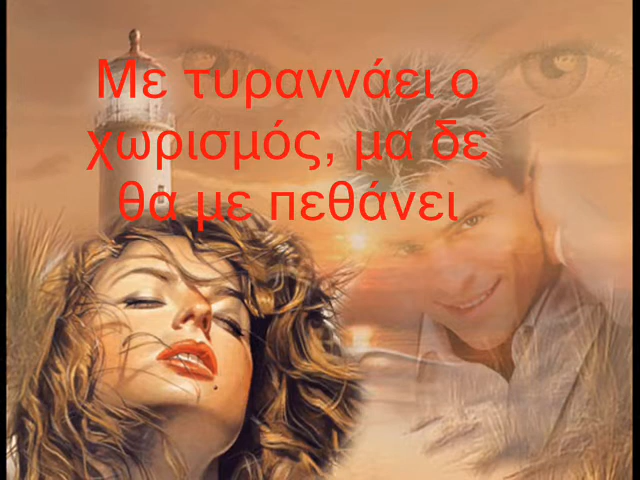 Με τυραννάει ο
χωρισμός, μα δε
θα με πεθάνει